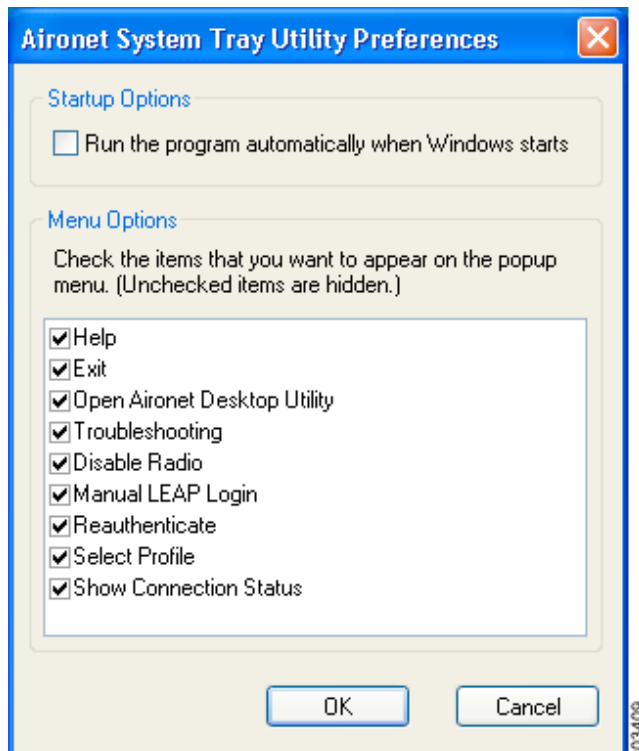 Aironet System Tray Utility Preferences
Startup Options
Run the program automatically when Windows starts
Menu Options
Check the items that you want to appear on the popup
menu. (Unchecked items are hidden.)
Help
Exit
Open Aironet Desktop Utility
Troubleshooting
Disable Radio
Manual LEAP Login
Reauthenticate
Select Profile
Show Connection Status
OK
Cancel